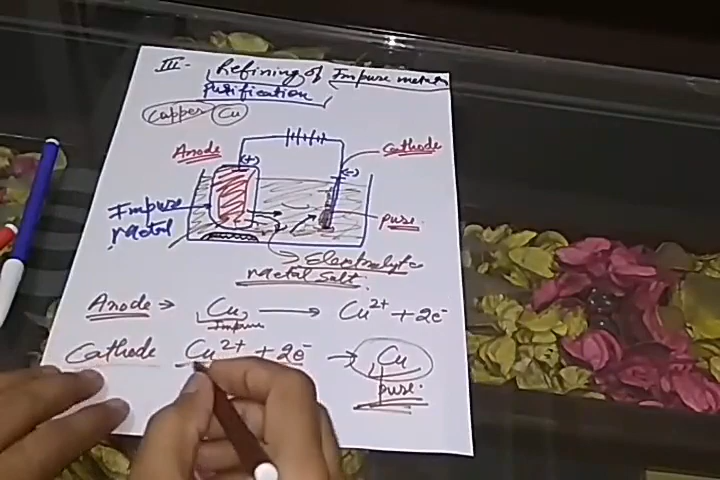 III- Refining of Impure metals
purification
Copper Cu
Anode (+)
Cathode (-)
Impure metal
pure.
Electrolyte
metal salt.
Anode → Cu → Cu2+ + 2e-
Impure
Cathode Cu2+ + 2e- → Cu
pure.